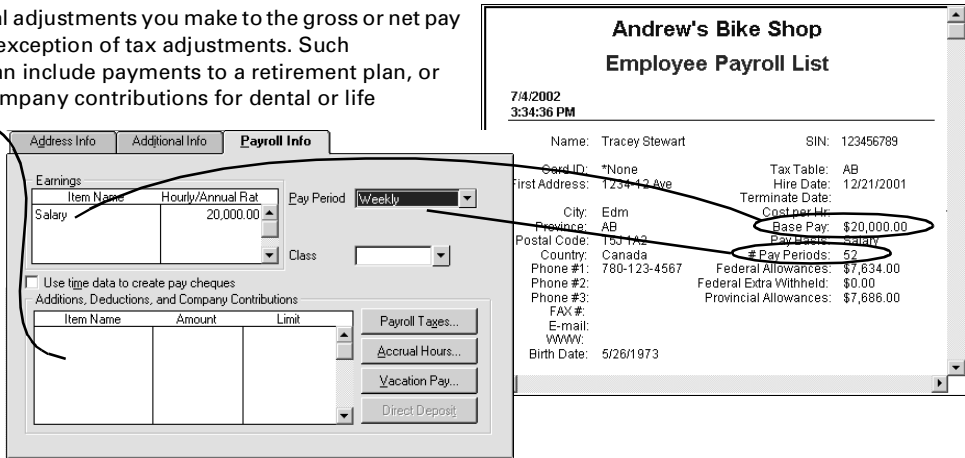 al adjustments you make to the gross or net pay
exception of tax adjustments. Such
an include payments to a retirement plan, or
ompany contributions for dental or life
Address Info Additional Info Payroll Info
Earnings
Item Name Hourly/Annual Rat
Salary 20,000.00
Pay Period Weekly
Class
Use time data to create pay cheques
Additions, Deductions, and Company Contributions
Item Name Amount Limit
Payroll Taxes...
Accrual Hours...
Vacation Pay...
Direct Deposit
Andrew's Bike Shop
Employee Payroll List
7/4/2002
3:34:36 PM
Name: Tracey Stewart SIN: 123456789
Card ID: *None Tax Table: AB
First Address: 1234-12 Ave Hire Date: 12/21/2001
Terminate Date:
City: Edm Cost per Hr:
Province: AB Base Pay: $20,000.00
Postal Code: T5J 1A2 Pay Basis: Salary
Country: Canada # Pay Periods: 52
Phone #1: 780-123-4567 Federal Allowances: $7,634.00
Phone #2: Federal Extra Withheld: $0.00
Phone #3: Provincial Allowances: $7,686.00
FAX #:
E-mail:
WWW:
Birth Date: 5/26/1973